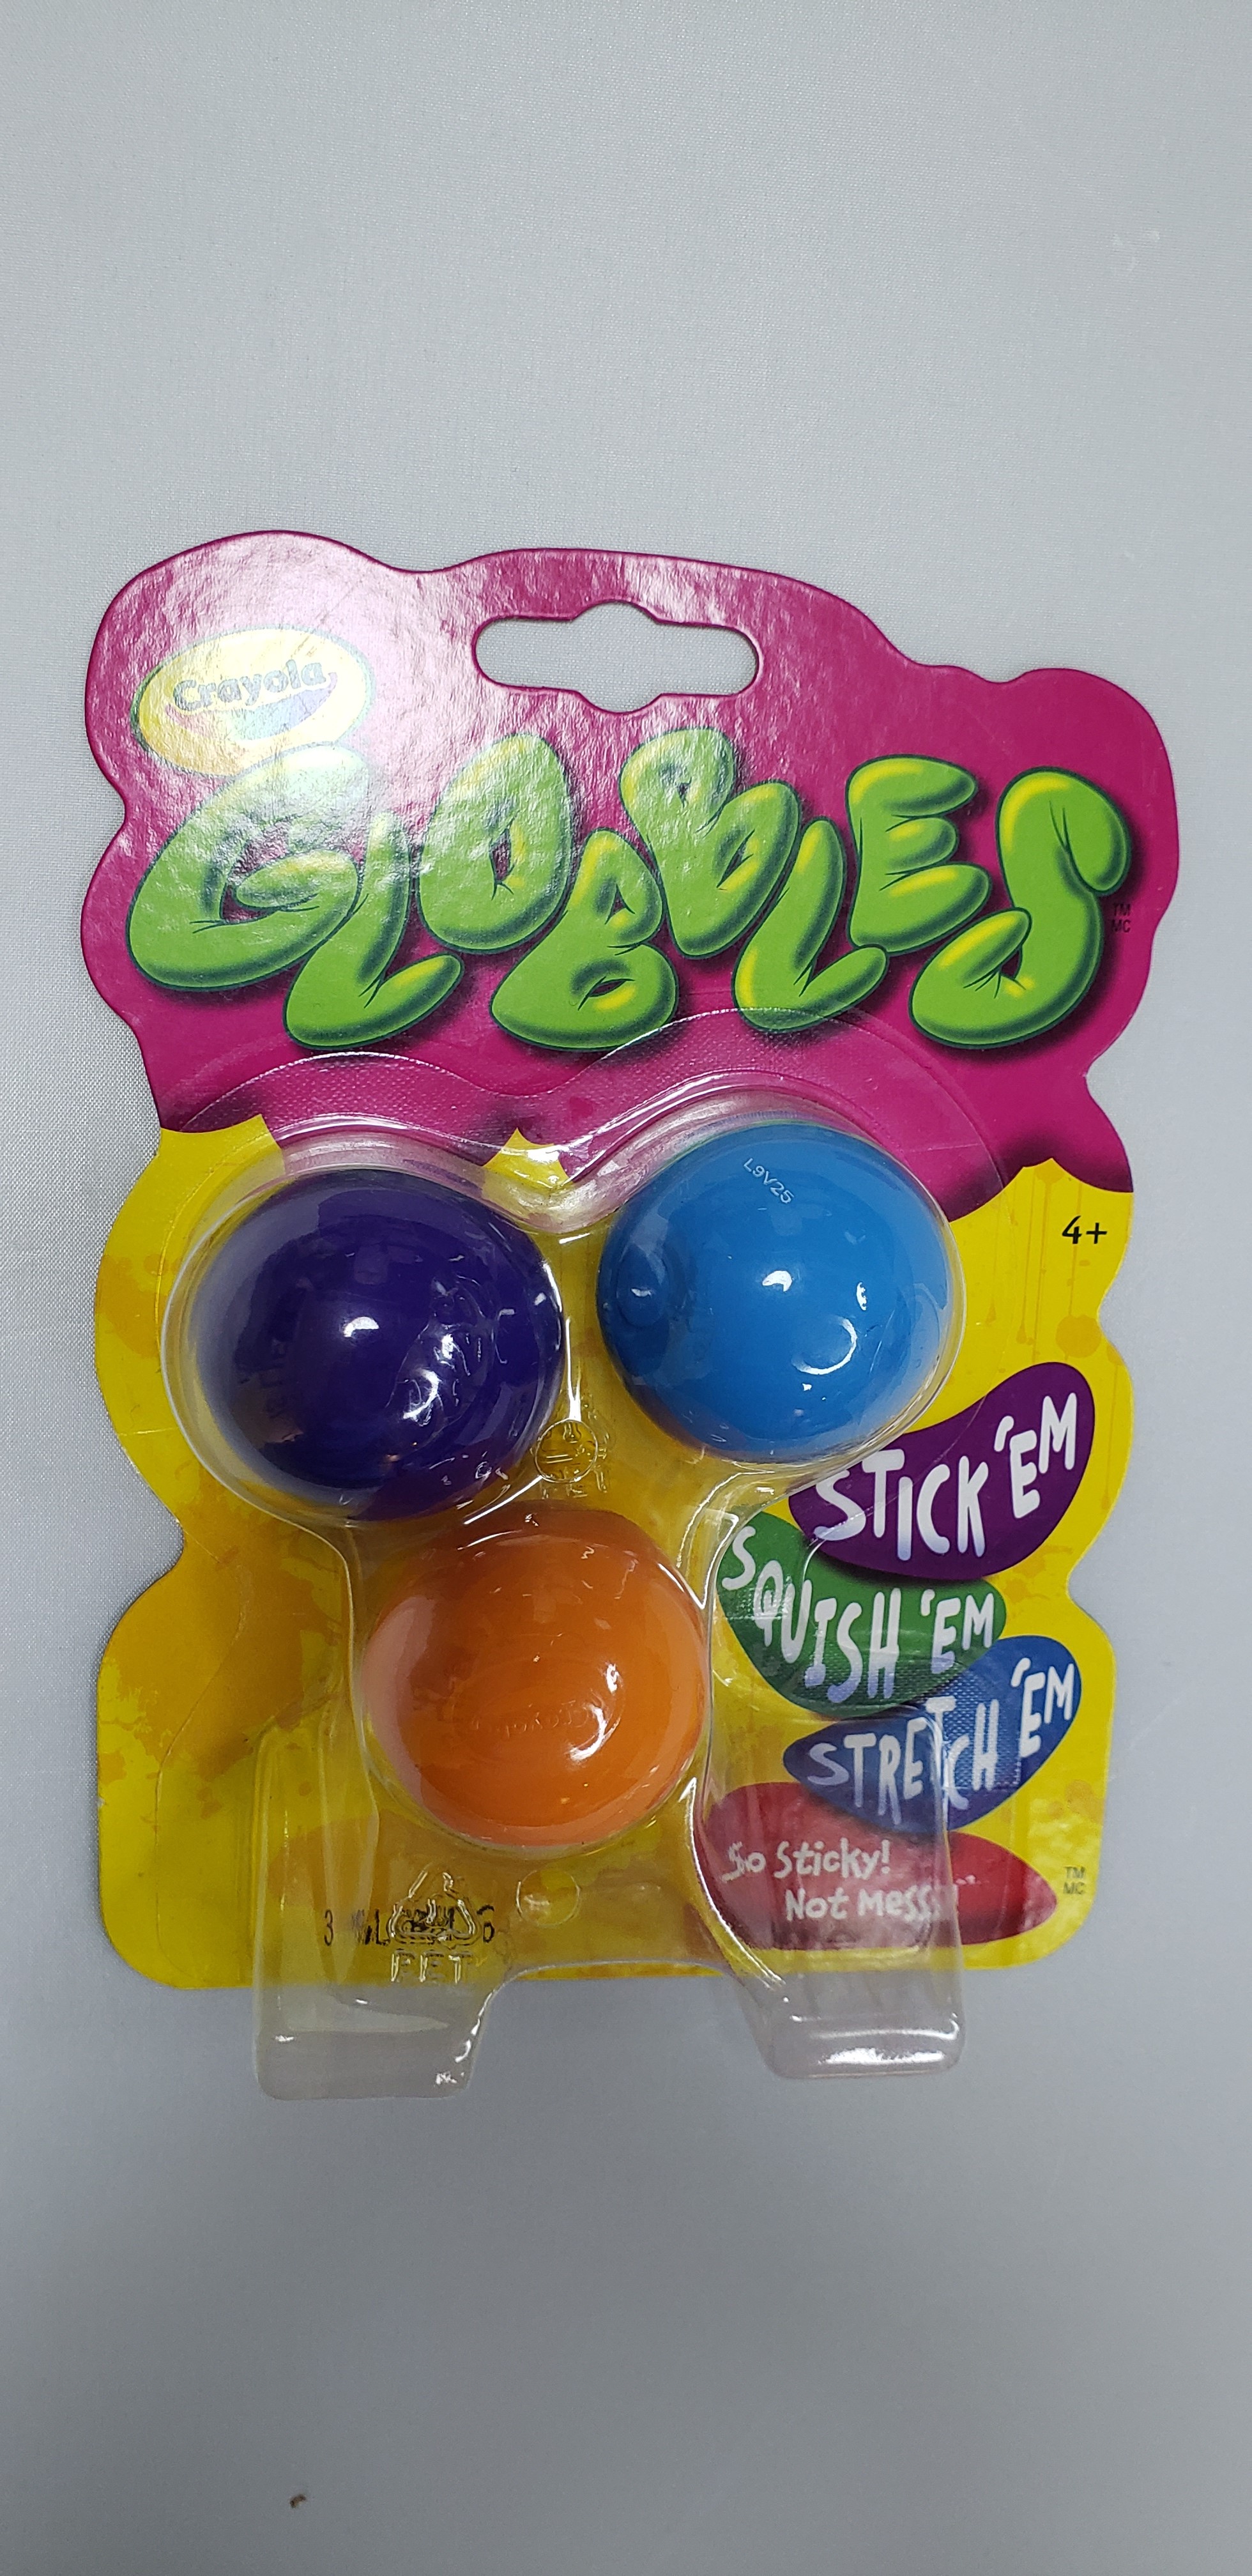 Crayola
GLOBBLES
TM
MC
L9V25
4+
STICK 'EM
SQUISH 'EM
STRETCH 'EM
So Sticky!
Not Messy
TM
MC
PET